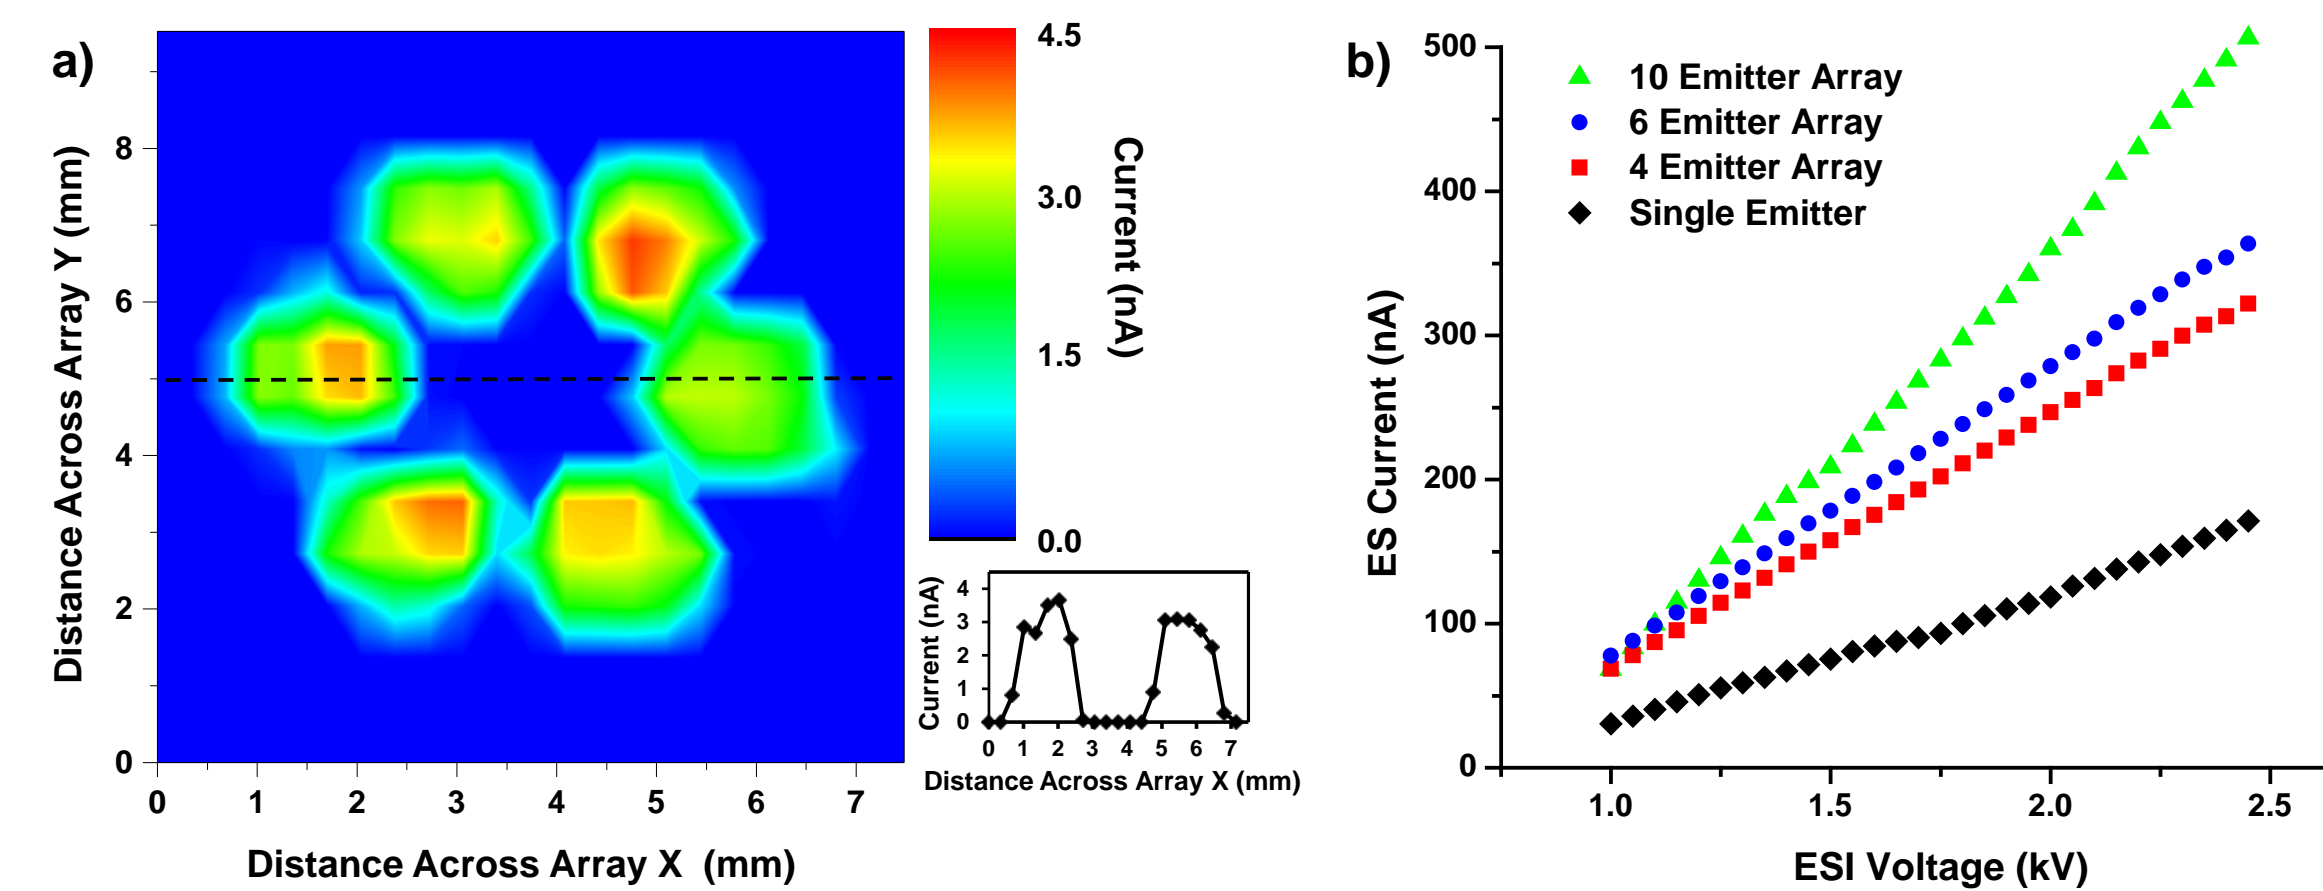 a)
Distance Across Array Y (mm)
8
6
4
2
0
0 1 2 3 4 5 6 7
Distance Across Array X (mm)
4.5
3.0
1.5
0.0
Current (nA)
Current (nA)
4
3
2
1
0
0 1 2 3 4 5 6 7
Distance Across Array X (mm)
b)
ES Current (nA)
500
400
300
200
100
0
10 Emitter Array
6 Emitter Array
4 Emitter Array
Single Emitter
1.0 1.5 2.0 2.5
ESI Voltage (kV)